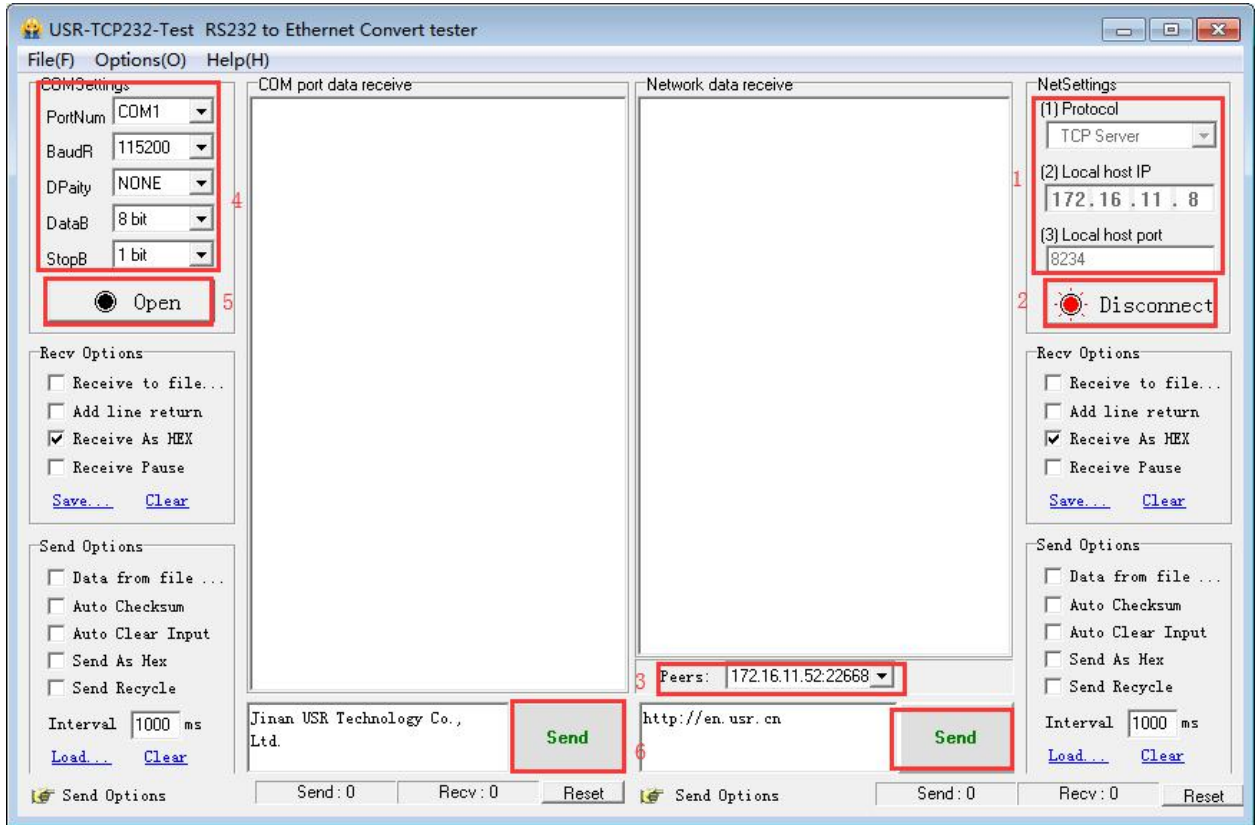 USR-TCP232-Test RS232 to Ethernet Convert tester
File(F) Options(O) Help(H)
COMSettings
PortNum COM1
BaudR 115200
DPaity NONE
DataB 8 bit
StopB 1 bit
4
Open
5
Recv Options
Receive to file...
Add line return
Receive As HEX
Receive Pause
Save... Clear
Send Options
Data from file ...
Auto Checksum
Auto Clear Input
Send As Hex
Send Recycle
Interval 1000 ms
Load... Clear
Send Options
COM port data receive
Jinan USR Technology Co.,
Ltd.
Send
Send : 0 Recv : 0 Reset
Network data receive
3 Peers: 172.16.11.52:22668
http://en.usr.cn
6
Send
Send Options
Send : 0 Recv : 0 Reset
NetSettings
(1) Protocol
TCP Server
1
(2) Local host IP
172 . 16 . 11 . 8
(3) Local host port
8234
2
Disconnect
Recv Options
Receive to file...
Add line return
Receive As HEX
Receive Pause
Save... Clear
Send Options
Data from file ...
Auto Checksum
Auto Clear Input
Send As Hex
Send Recycle
Interval 1000 ms
Load... Clear